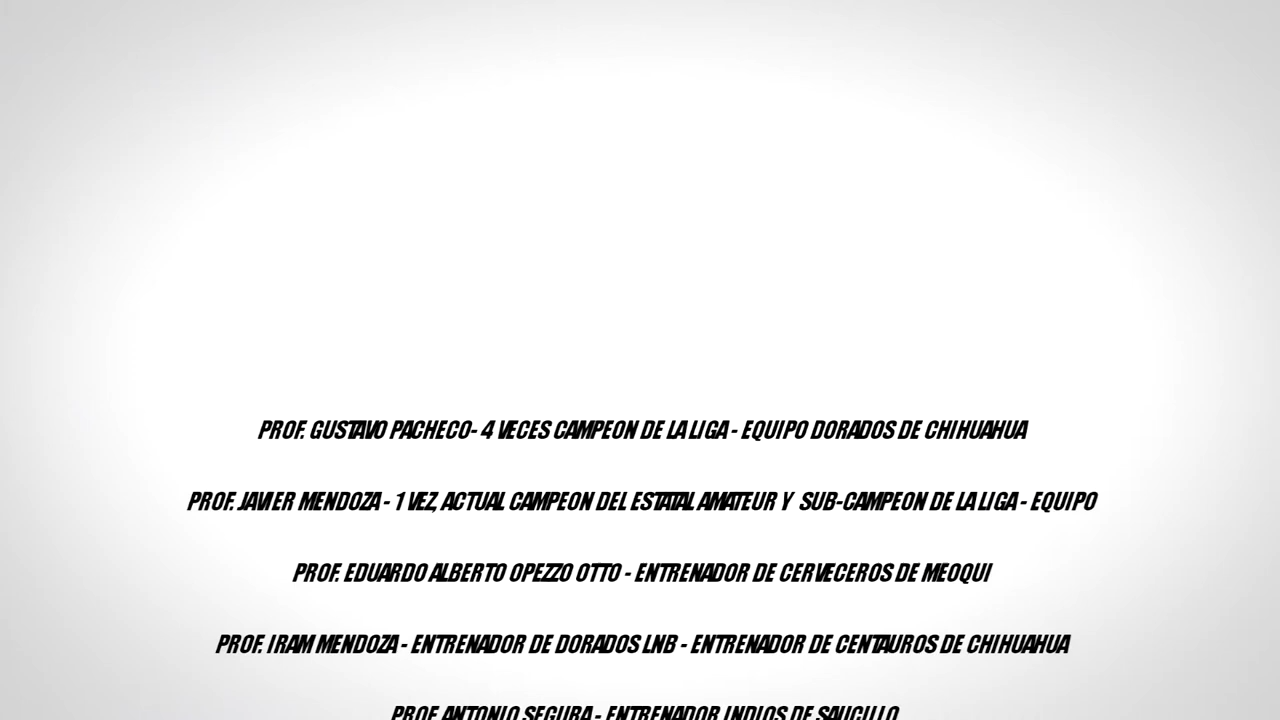 PROF. GUSTAVO PACHECO- 4 VECES CAMPEON DE LA LIGA - EQUIPO DORADOS DE CHIHUAHUA
PROF. JAVIER MENDOZA - 1 VEZ, ACTUAL CAMPEON DEL ESTATAL AMATEUR Y SUB-CAMPEON DE LA LIGA - EQUIPO
PROF. EDUARDO ALBERTO OPEZZO OTTO - ENTRENADOR DE CERVECEROS DE MEOQUI
PROF. IRAM MENDOZA - ENTRENADOR DE DORADOS LNB - ENTRENADOR DE CENTAUROS DE CHIHUAHUA
PROF ANTONIO SEGURA - ENTRENADOR INDIOS DE SAUCILLO